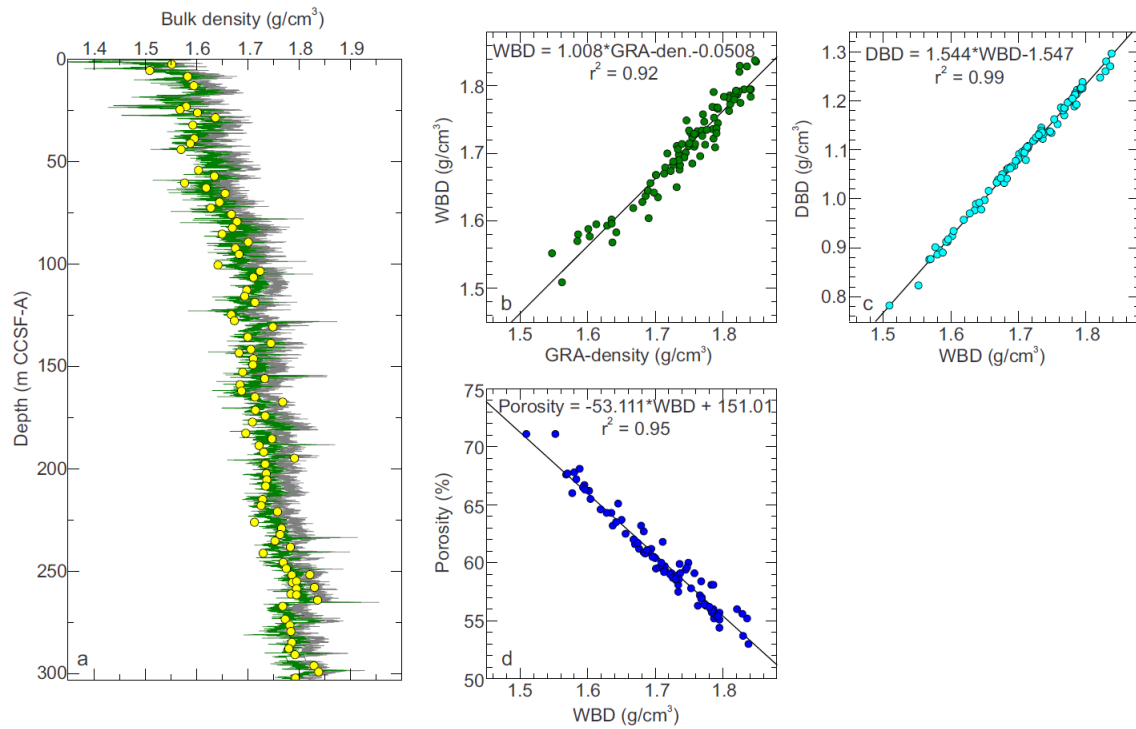 Bulk density (g/cm³)
1.4 1.5 1.6 1.7 1.8 1.9
0
50
100
150
200
250
300
Depth (m CCSF-A)
a
WBD = 1.008*GRA-den.-0.0508
r² = 0.92
1.8
1.7
1.6
1.5
WBD (g/cm³)
b
1.5 1.6 1.7 1.8
GRA-density (g/cm³)
DBD = 1.544*WBD-1.547
r² = 0.99
1.3
1.2
1.1
1.0
0.9
0.8
DBD (g/cm³)
c
1.5 1.6 1.7 1.8
WBD (g/cm³)
Porosity = -53.111*WBD + 151.01
r² = 0.95
75
70
65
60
55
50
Porosity (%)
d
1.5 1.6 1.7 1.8
WBD (g/cm³)